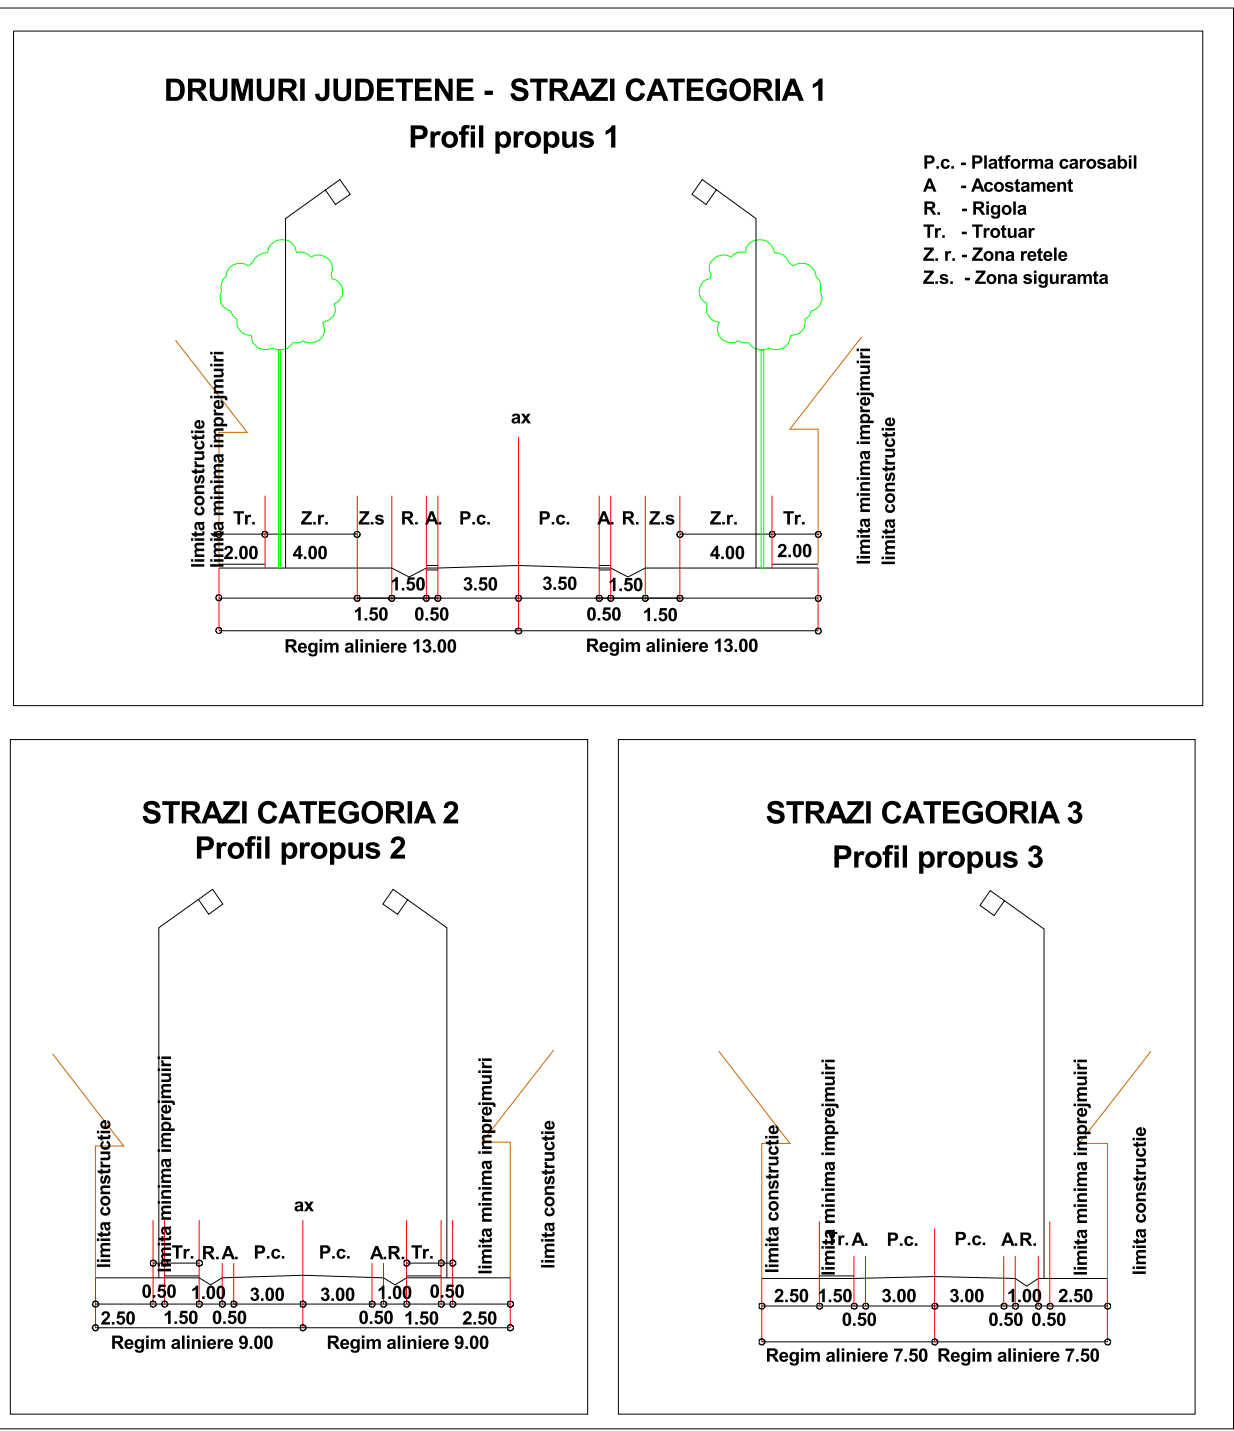 DRUMURI JUDETENE - STRAZI CATEGORIA 1
Profil propus 1
P.c. - Platforma carosabil
A - Acostament
R. - Rigola
Tr. - Trotuar
Z. r. - Zona retele
Z.s. - Zona siguramta
limita constructie
limita minima imprejmuiri
limita minima imprejmuiri
limita constructie
ax
Tr. Z.r. Z.s R. A. P.c. P.c. A. R. Z.s Z.r. Tr.
2.00 4.00 4.00 2.00
1.50 3.50 3.50 1.50
1.50 0.50 0.50 1.50
Regim aliniere 13.00 Regim aliniere 13.00
STRAZI CATEGORIA 2
Profil propus 2
limita constructie
limita minima imprejmuiri
limita minima imprejmuiri
limita constructie
ax
Tr. R. A. P.c. P.c. A.R. Tr.
0.50 1.00 3.00 3.00 1.00 0.50
2.50 1.50 0.50 0.50 1.50 2.50
Regim aliniere 9.00 Regim aliniere 9.00
STRAZI CATEGORIA 3
Profil propus 3
limita constructie
limita minima imprejmuiri
limita minima imprejmuiri
limita constructie
Tr. A. P.c. P.c. A.R.
2.50 1.50 3.00 3.00 1.00 2.50
0.50 0.50 0.50
Regim aliniere 7.50 Regim aliniere 7.50